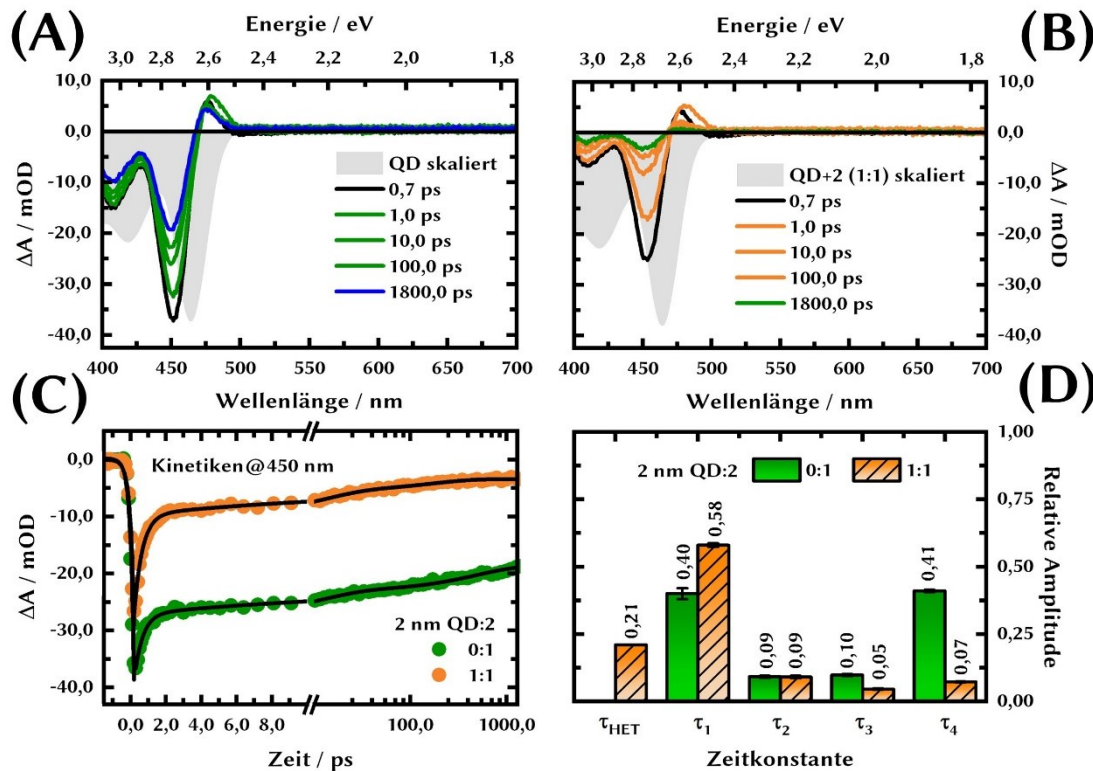 (A)
Energie / eV
3,0 2,8 2,6 2,4 2,2 2,0 1,8
10,0
0,0
-10,0
-20,0
-30,0
-40,0
ΔA / mOD
QD skaliert
0,7 ps
1,0 ps
10,0 ps
100,0 ps
1800,0 ps
400 450 500 550 600 650 700
Wellenlänge / nm
(B)
Energie / eV
3,0 2,8 2,6 2,4 2,2 2,0 1,8
10,0
0,0
-10,0
-20,0
-30,0
-40,0
ΔA / mOD
QD+2 (1:1) skaliert
0,7 ps
1,0 ps
10,0 ps
100,0 ps
1800,0 ps
400 450 500 550 600 650 700
Wellenlänge / nm
(C)
0,0
-10,0
-20,0
-30,0
-40,0
ΔA / mOD
Kinetiken@450 nm
2 nm QD:2
0:1
1:1
0,0 2,0 4,0 6,0 8,0 100,0 1000,0
Zeit / ps
(D)
2 nm QD:2 0:1 1:1
1,00
0,75
0,50
0,25
0,00
Relative Amplitude
0,21
0,40
0,58
0,09
0,09
0,10
0,05
0,41
0,07
τHET τ1 τ2 τ3 τ4
Zeitkonstante